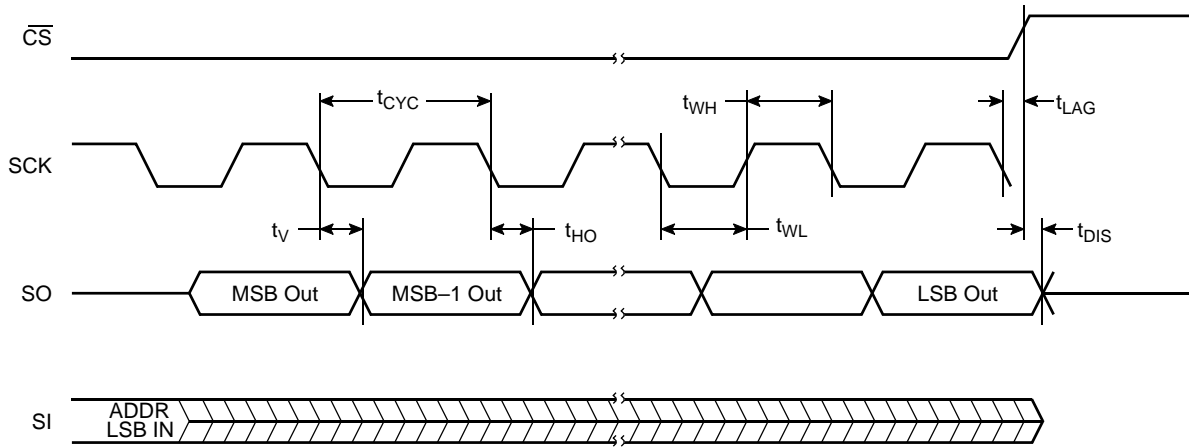 CS
tCYC
tWH
tLAG
SCK
tV
tHO
tWL
tDIS
SO
MSB Out
MSB–1 Out
LSB Out
SI
ADDR
LSB IN